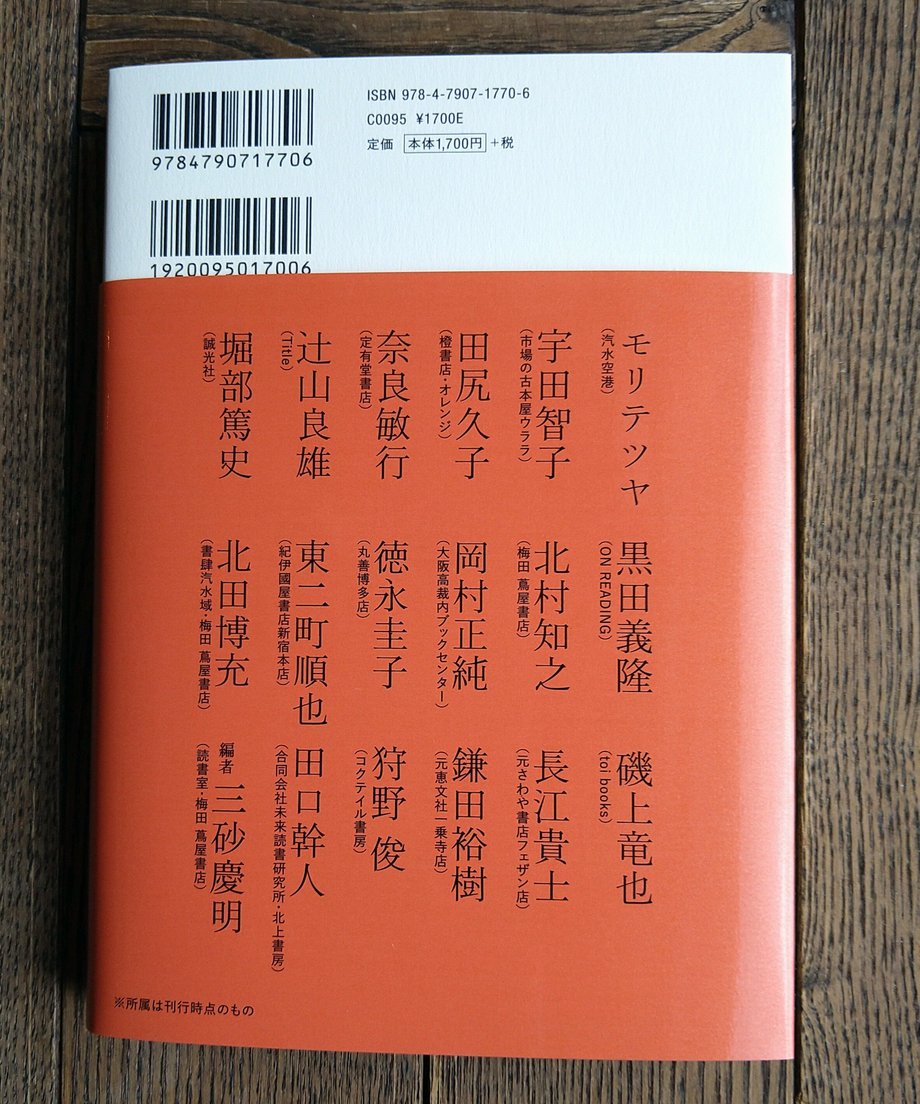 ISBN 978-4-7907-1770-6
C0095 ¥1700E
定価 本体1,700円+税
9784790717706
1920095017006
モリテツヤ
(汽水空港)
宇田智子
(市場の古本屋ウララ)
田尻久子
(橙書店・オレンジ)
奈良敏行
(定有堂書店)
辻山良雄
(Title)
堀部篤史
(誠光社)
黒田義隆
(ON READING)
北村知之
(梅田 蔦屋書店)
岡村正純
(大阪高裁内ブックセンター)
徳永圭子
(丸善博多店)
東二町順也
(紀伊國屋書店新宿本店)
北田博充
(書肆汽水域・梅田 蔦屋書店)
磯上竜也
(toi books)
長江貴士
(元さわや書店フェザン店)
鎌田裕樹
(元恵文社一乗寺店)
狩野 俊
(コクテイル書房)
田口幹人
(合同会社未来読書研究所・北上書房)
編者 三砂慶明
(読書室・梅田 蔦屋書店)
※所属は刊行時点のもの